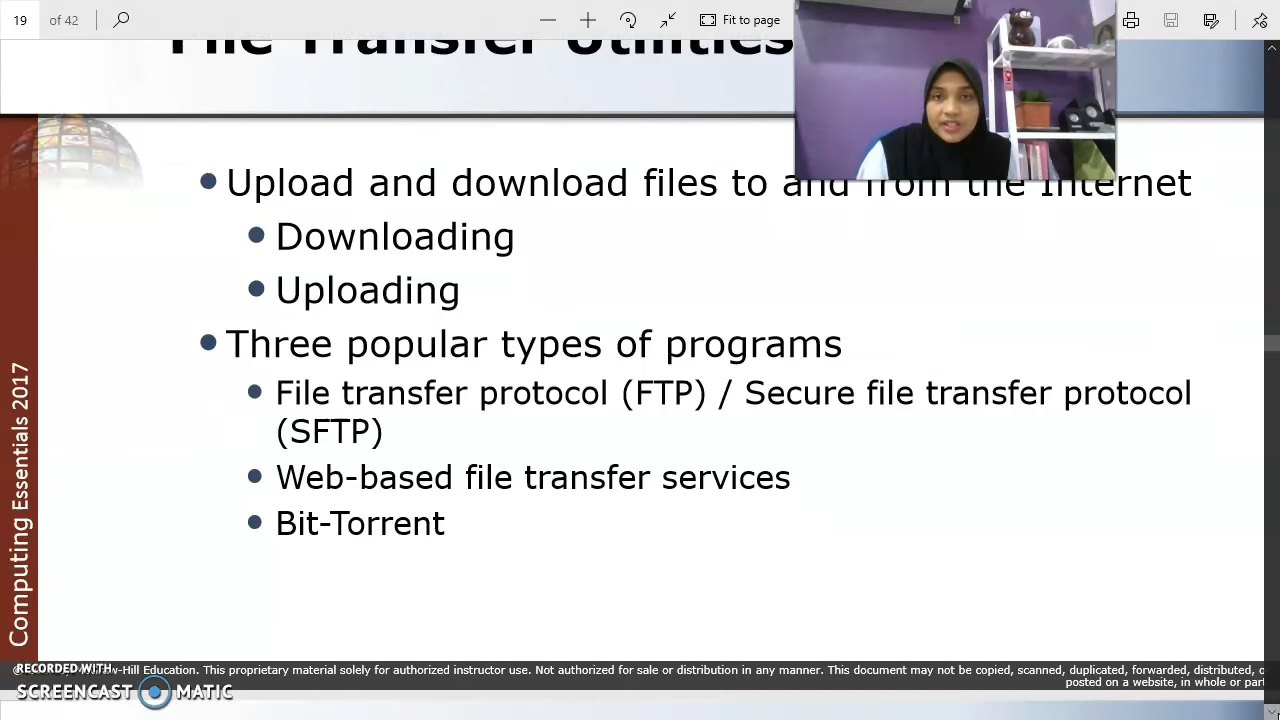 19 of 42 Fit to page
File Transfer Utilities
Upload and download files to and from the Internet
Downloading
Uploading
Three popular types of programs
File transfer protocol (FTP) / Secure file transfer protocol
(SFTP)
Web-based file transfer services
Bit-Torrent
Computing Essentials 2017
-Hill Education. This proprietary material solely for authorized instructor use. Not authorized for sale or distribution in any manner. This document may not be copied, scanned, duplicated, forwarded, distributed, o
posted on a website, in whole or part
RECORDED WITH
SCREENCAST MATIC